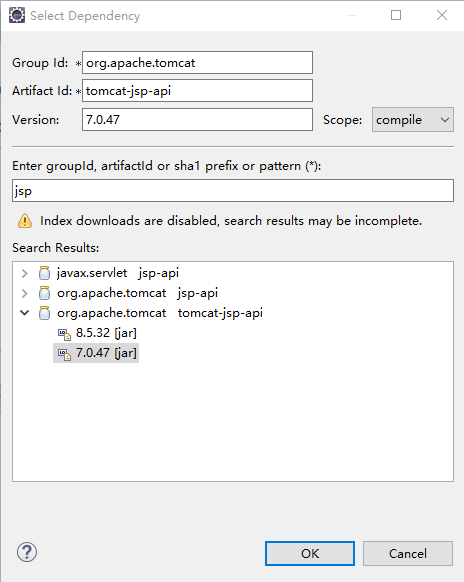 Select Dependency
Group Id: * org.apache.tomcat
Artifact Id: * tomcat-jsp-api
Version: 7.0.47 Scope: compile
Enter groupId, artifactId or sha1 prefix or pattern (*):
jsp
Index downloads are disabled, search results may be incomplete.
Search Results:
javax.servlet jsp-api
org.apache.tomcat jsp-api
org.apache.tomcat tomcat-jsp-api
8.5.32 [jar]
7.0.47 [jar]
? OK Cancel